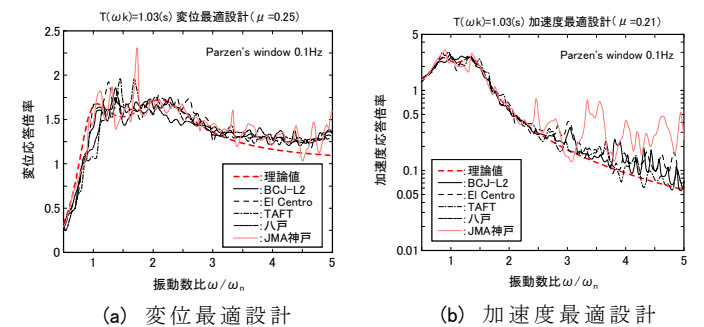 T(ωk)=1.03(s) 変位最適設計(μ=0.25)
Parzen's window 0.1Hz
変位応答倍率
2.5
2
1.5
1
0.5
0
:理論値
:BCJ-L2
:El Centro
:TAFT
:八戸
:JMA神戸
1 2 3 4 5
振動数比ω/ωn
(a) 変位最適設計
T(ωk)=1.03(s) 加速度最適設計(μ=0.21)
Parzen's window 0.1Hz
加速度応答倍率
5
1
0.5
0.1
0.05
0.01
:理論値
:BCJ-L2
:El Centro
:TAFT
:八戸
:JMA神戸
1 2 3 4 5
振動数比ω/ωn
(b) 加速度最適設計